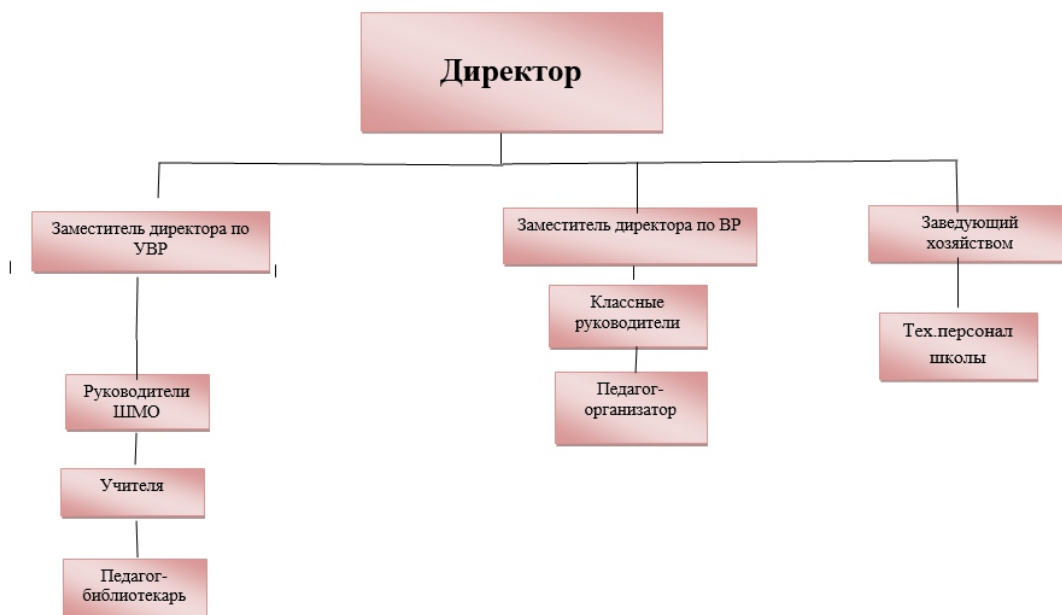 Директор
Заместитель директора по
УВР
Заместитель директора по ВР
Заведующий
хозяйством
Классные
руководители
Тех.персонал
школы
Руководители
ШМО
Педагог-
организатор
Учителя
Педагог-
библиотекарь